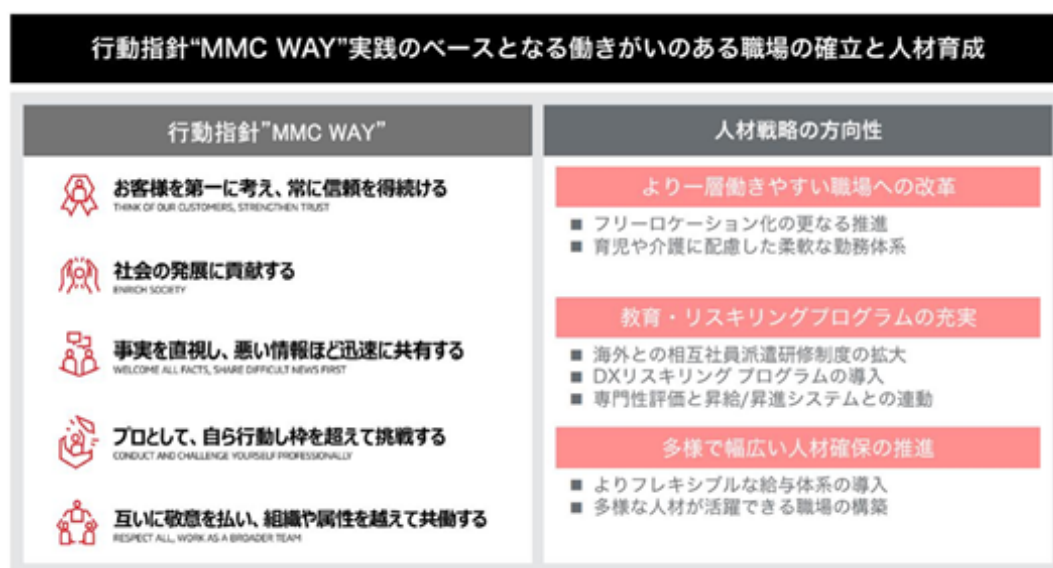 行動指針“MMC WAY”実践のベースとなる働きがいのある職場の確立と人材育成
行動指針”MMC WAY”
お客様を第一に考え、常に信頼を得続ける
THINK OF OUR CUSTOMERS, STRENGTHEN TRUST
社会の発展に貢献する
ENRICH SOCIETY
事実を直視し、悪い情報ほど迅速に共有する
WELCOME ALL FACTS, SHARE DIFFICULT NEWS FIRST
プロとして、自ら行動し枠を超えて挑戦する
CONDUCT AND CHALLENGE YOURSELF PROFESSIONALLY
互いに敬意を払い、組織や属性を越えて共働する
RESPECT ALL, WORK AS A BROADER TEAM
人材戦略の方向性
より一層働きやすい職場への改革
■ フリーロケーション化の更なる推進
■ 育児や介護に配慮した柔軟な勤務体系
教育・リスキリングプログラムの充実
■ 海外との相互社員派遣研修制度の拡大
■ DXリスキリング プログラムの導入
■ 専門性評価と昇給/昇進システムとの連動
多様で幅広い人材確保の推進
■ よりフレキシブルな給与体系の導入
■ 多様な人材が活躍できる職場の構築